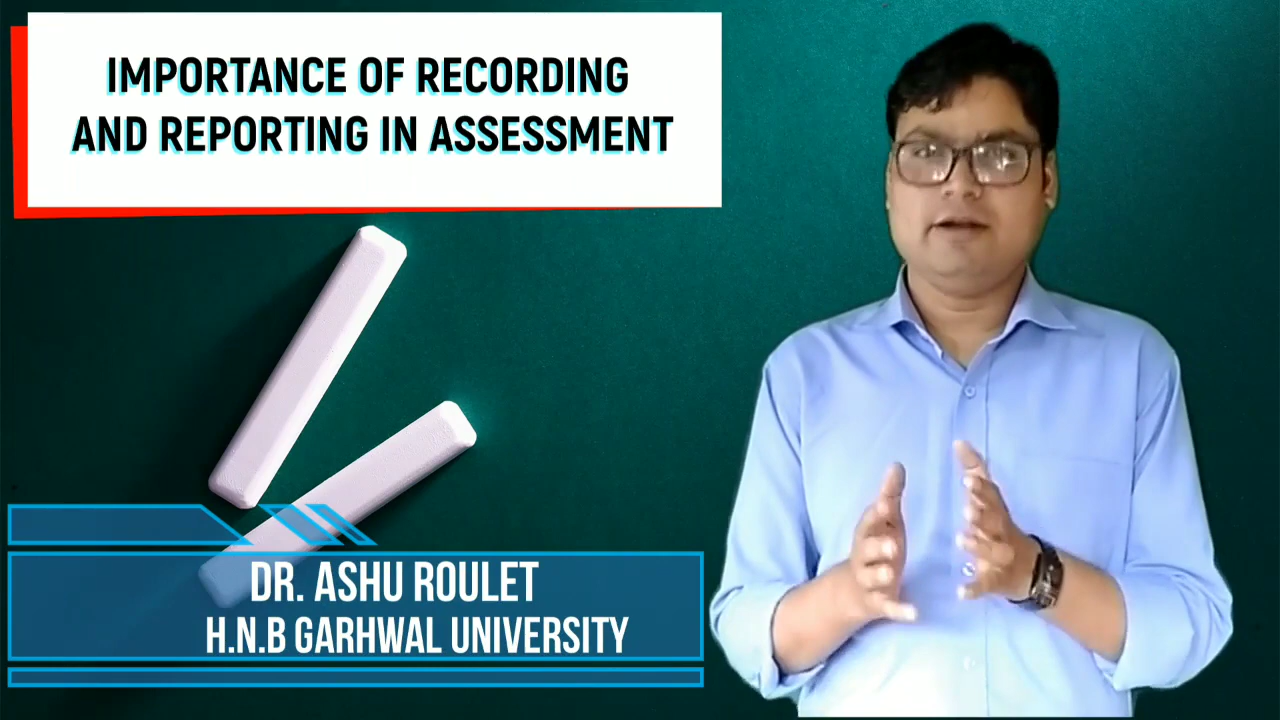 IMPORTANCE OF RECORDING
AND REPORTING IN ASSESSMENT
DR. ASHU ROULET
H.N.B GARHWAL UNIVERSITY